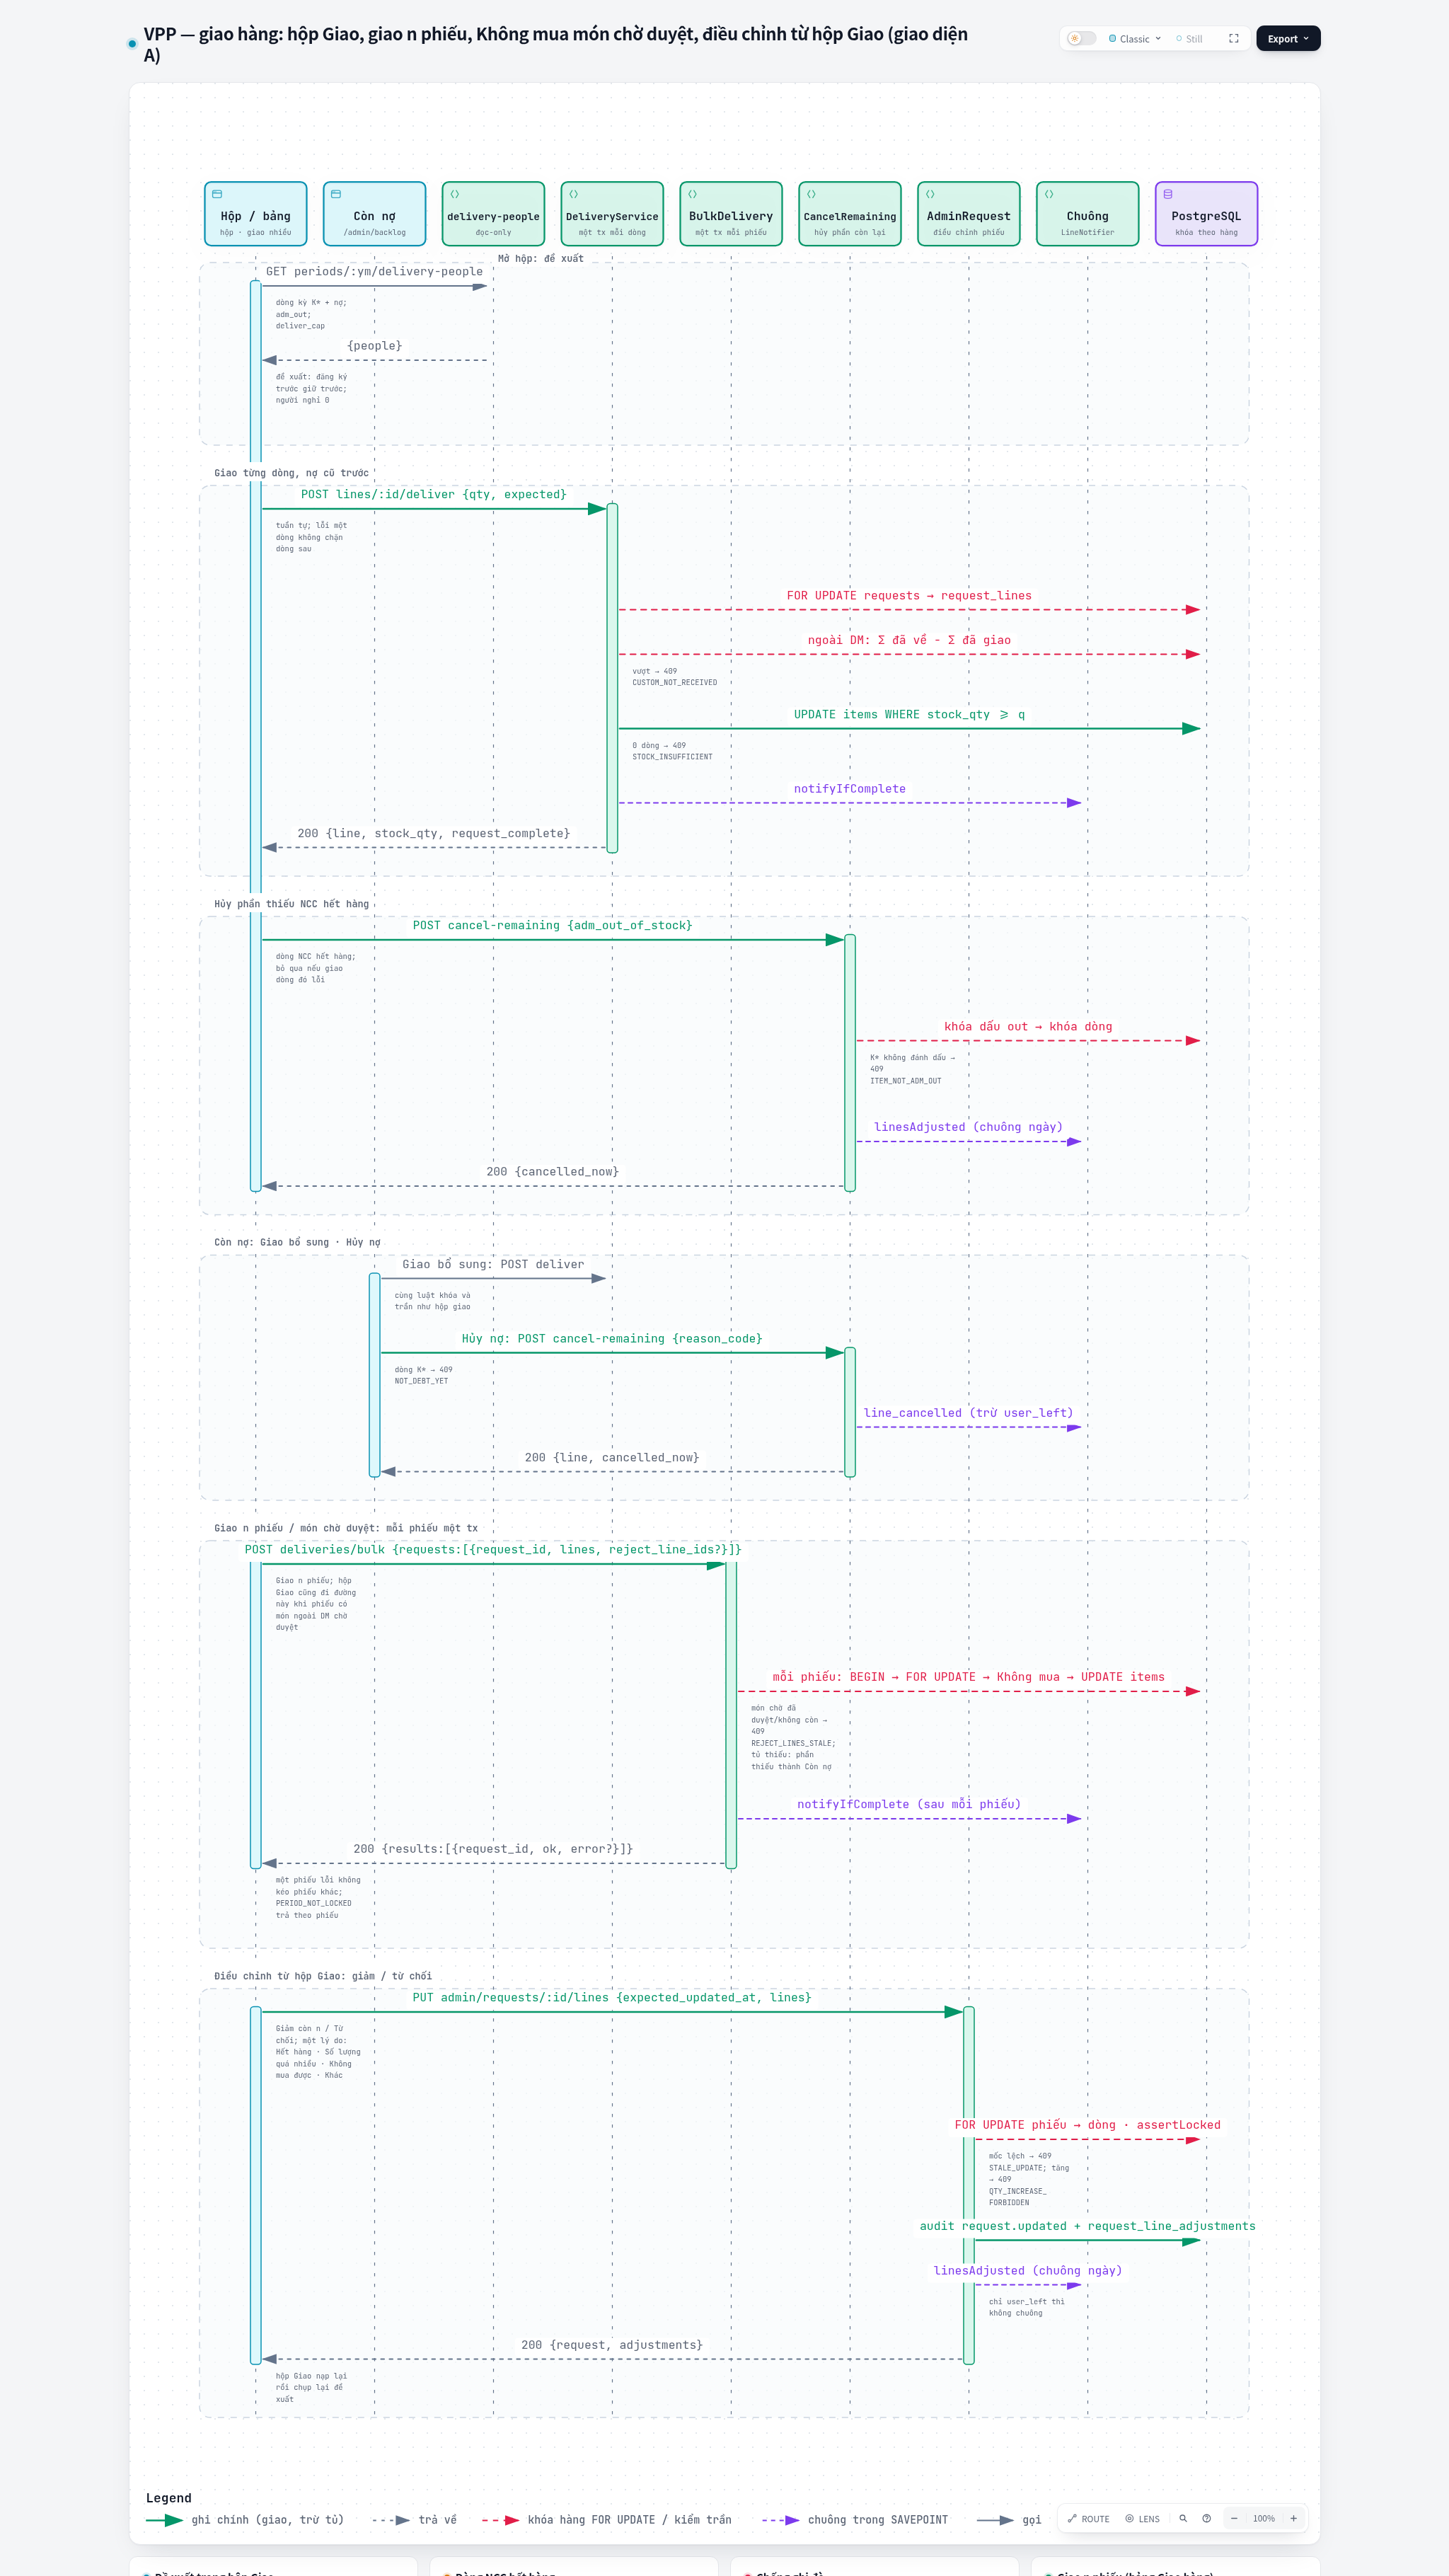 VPP — giao hàng: hộp Giao, giao n phiếu, Không mua món chờ duyệt, điều chỉnh từ hộp Giao (giao diện
A)
Classic
Still
Export
Hộp / bảng
hộp · giao nhiều
Còn nợ
/admin/backlog
delivery-people
đọc-only
DeliveryService
một tx mỗi dòng
BulkDelivery
một tx mỗi phiếu
CancelRemaining
hủy phần còn lại
AdminRequest
điều chỉnh phiếu
Chuông
LineNotifier
PostgreSQL
khóa theo hàng
Mở hộp: đề xuất
GET periods/:ym/delivery-people
dòng kỳ K* + nợ;
adm_out;
deliver_cap
{people}
đề xuất: đăng ký
trước giữ trước;
người nghỉ 0
Giao từng dòng, nợ cũ trước
POST lines/:id/deliver {qty, expected}
tuần tự; lỗi một
dòng không chặn
dòng sau
FOR UPDATE requests → request_lines
ngoài DM: Σ đã về - Σ đã giao
vượt → 409
CUSTOM_NOT_RECEIVED
UPDATE items WHERE stock_qty ⩾ q
0 dòng → 409
STOCK_INSUFFICIENT
notifyIfComplete
200 {line, stock_qty, request_complete}
Hủy phần thiếu NCC hết hàng
POST cancel-remaining {adm_out_of_stock}
dòng NCC hết hàng;
bỏ qua nếu giao
dòng đó lỗi
khóa dấu out → khóa dòng
K* không đánh dấu →
409
ITEM_NOT_ADM_OUT
linesAdjusted (chuông ngày)
200 {cancelled_now}
Còn nợ: Giao bổ sung · Hủy nợ
Giao bổ sung: POST deliver
cùng luật khóa và
trần như hộp giao
Hủy nợ: POST cancel-remaining {reason_code}
dòng K* → 409
NOT_DEBT_YET
line_cancelled (trừ user_left)
200 {line, cancelled_now}
Giao n phiếu / món chờ duyệt: mỗi phiếu một tx
POST deliveries/bulk {requests:[{request_id, lines, reject_line_ids?}]}
Giao n phiếu; hộp
Giao cũng đi đường
này khi phiếu có
món ngoài DM chờ
duyệt
mỗi phiếu: BEGIN → FOR UPDATE → Không mua → UPDATE items
món chờ đã
duyệt/không còn →
409
REJECT_LINES_STALE;
tủ thiếu: phần
thiếu thành Còn nợ
notifyIfComplete (sau mỗi phiếu)
200 {results:[{request_id, ok, error?}]}
một phiếu lỗi không
kéo phiếu khác;
PERIOD_NOT_LOCKED
trả theo phiếu
Điều chỉnh từ hộp Giao: giảm / từ chối
PUT admin/requests/:id/lines {expected_updated_at, lines}
Giảm còn n / Từ
chối; một lý do:
Hết hàng · Số lượng
quá nhiều · Không
mua được · Khác
FOR UPDATE phiếu → dòng · assertLocked
mốc lệch → 409
STALE_UPDATE; tăng
→ 409
QTY_INCREASE_
FORBIDDEN
audit request.updated + request_line_adjustments
linesAdjusted (chuông ngày)
chỉ user_left thì
không chuông
200 {request, adjustments}
hộp Giao nạp lại
rồi chụp lại đề
xuất
Legend
ghi chính (giao, trừ tủ)
trả về
khóa hàng FOR UPDATE / kiểm trần
chuông trong SAVEPOINT
gọi
ROUTE
LENS
100%